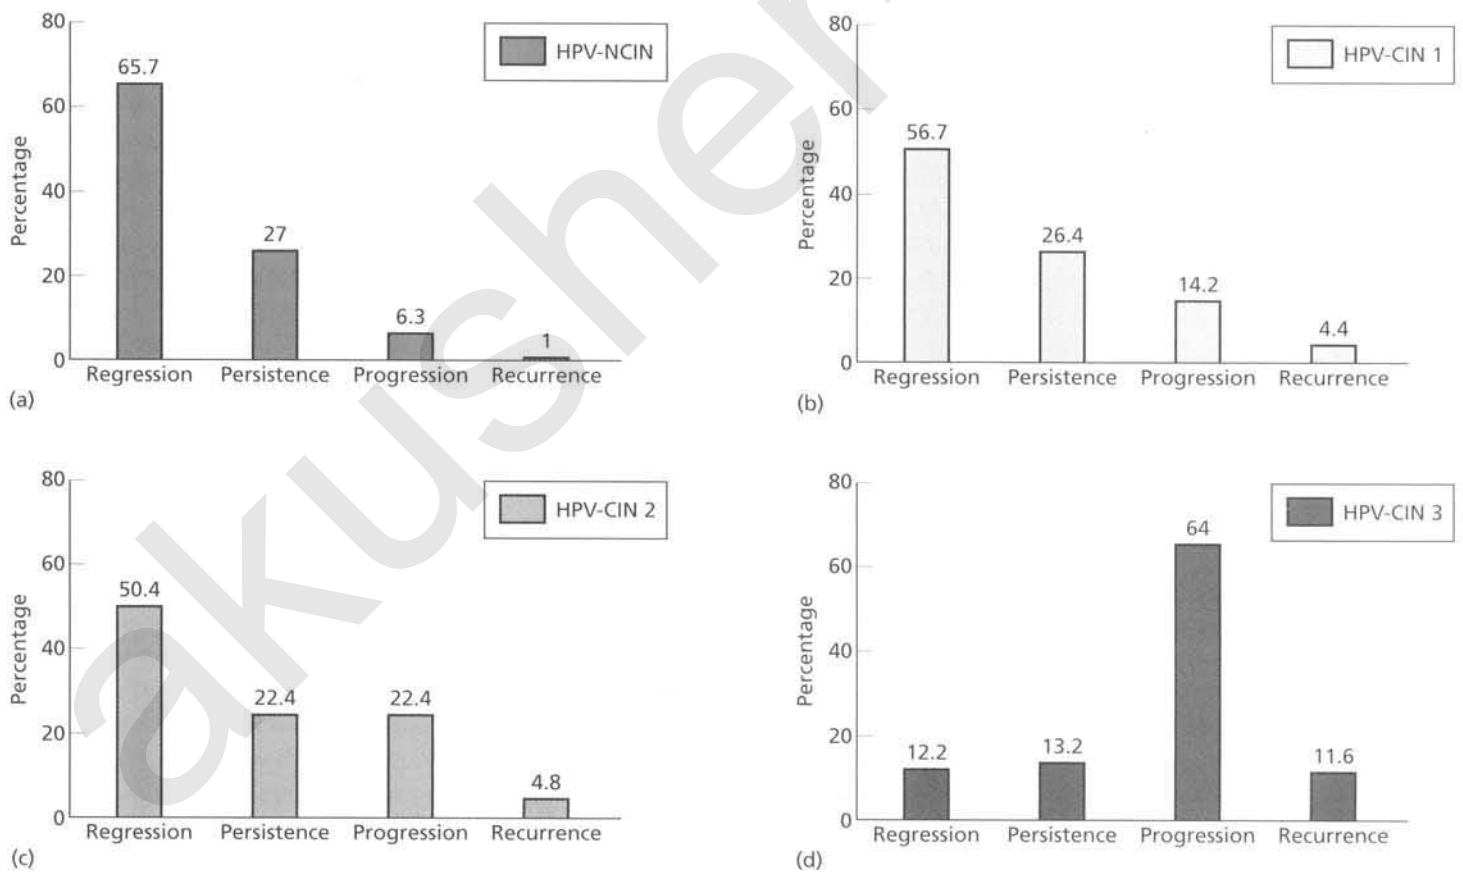 80
60
40
20
0
Percentage
HPV-NCIN
65.7
27
6.3
1
Regression Persistence Progression Recurrence
(a)
80
60
40
20
0
Percentage
HPV-CIN 1
56.7
26.4
14.2
4.4
Regression Persistence Progression Recurrence
(b)
80
60
40
20
0
Percentage
HPV-CIN 2
50.4
22.4
22.4
4.8
Regression Persistence Progression Recurrence
(c)
80
60
40
20
0
Percentage
HPV-CIN 3
12.2
13.2
64
11.6
Regression Persistence Progression Recurrence
(d)
akusher